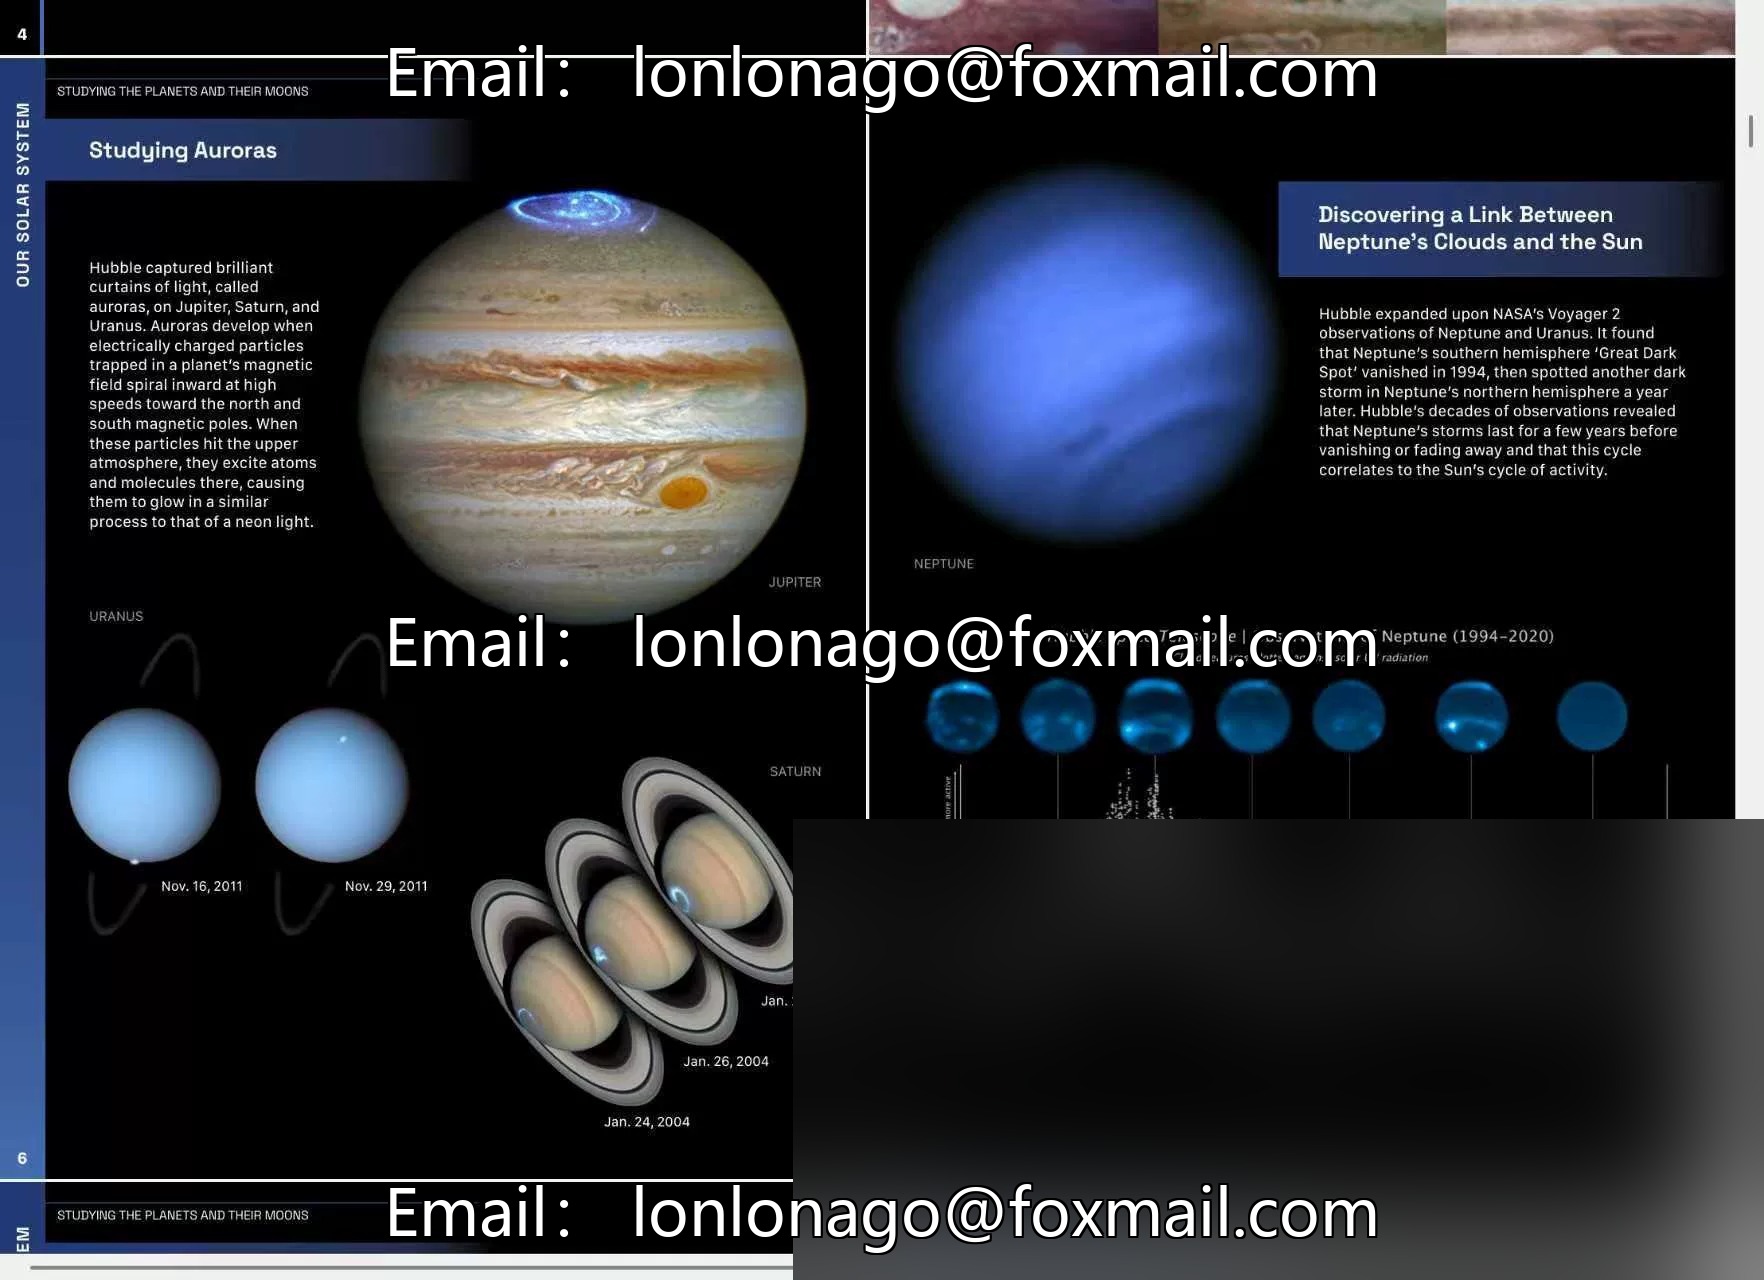 4
Email： lonlonago@foxmail.com
OUR SOLAR SYSTEM
STUDYING THE PLANETS AND THEIR MOONS
Studying Auroras
Hubble captured brilliant
curtains of light, called
auroras, on Jupiter, Saturn, and
Uranus. Auroras develop when
electrically charged particles
trapped in a planet's magnetic
field spiral inward at high
speeds toward the north and
south magnetic poles. When
these particles hit the upper
atmosphere, they excite atoms
and molecules there, causing
them to glow in a similar
process to that of a neon light.
JUPITER
URANUS
Nov. 16, 2011
Nov. 29, 2011
SATURN
Jan.
Jan. 26, 2004
Jan. 24, 2004
6
Discovering a Link Between
Neptune's Clouds and the Sun
Hubble expanded upon NASA's Voyager 2
observations of Neptune and Uranus. It found
that Neptune's southern hemisphere 'Great Dark
Spot' vanished in 1994, then spotted another dark
storm in Neptune's northern hemisphere a year
later. Hubble's decades of observations revealed
that Neptune's storms last for a few years before
vanishing or fading away and that this cycle
correlates to the Sun's cycle of activity.
NEPTUNE
Email： lonlonago@foxmail.com
Neptune (1994–2020)
radiation
more active
STUDYING THE PLANETS AND THEIR MOONS
Email： lonlonago@foxmail.com
EM